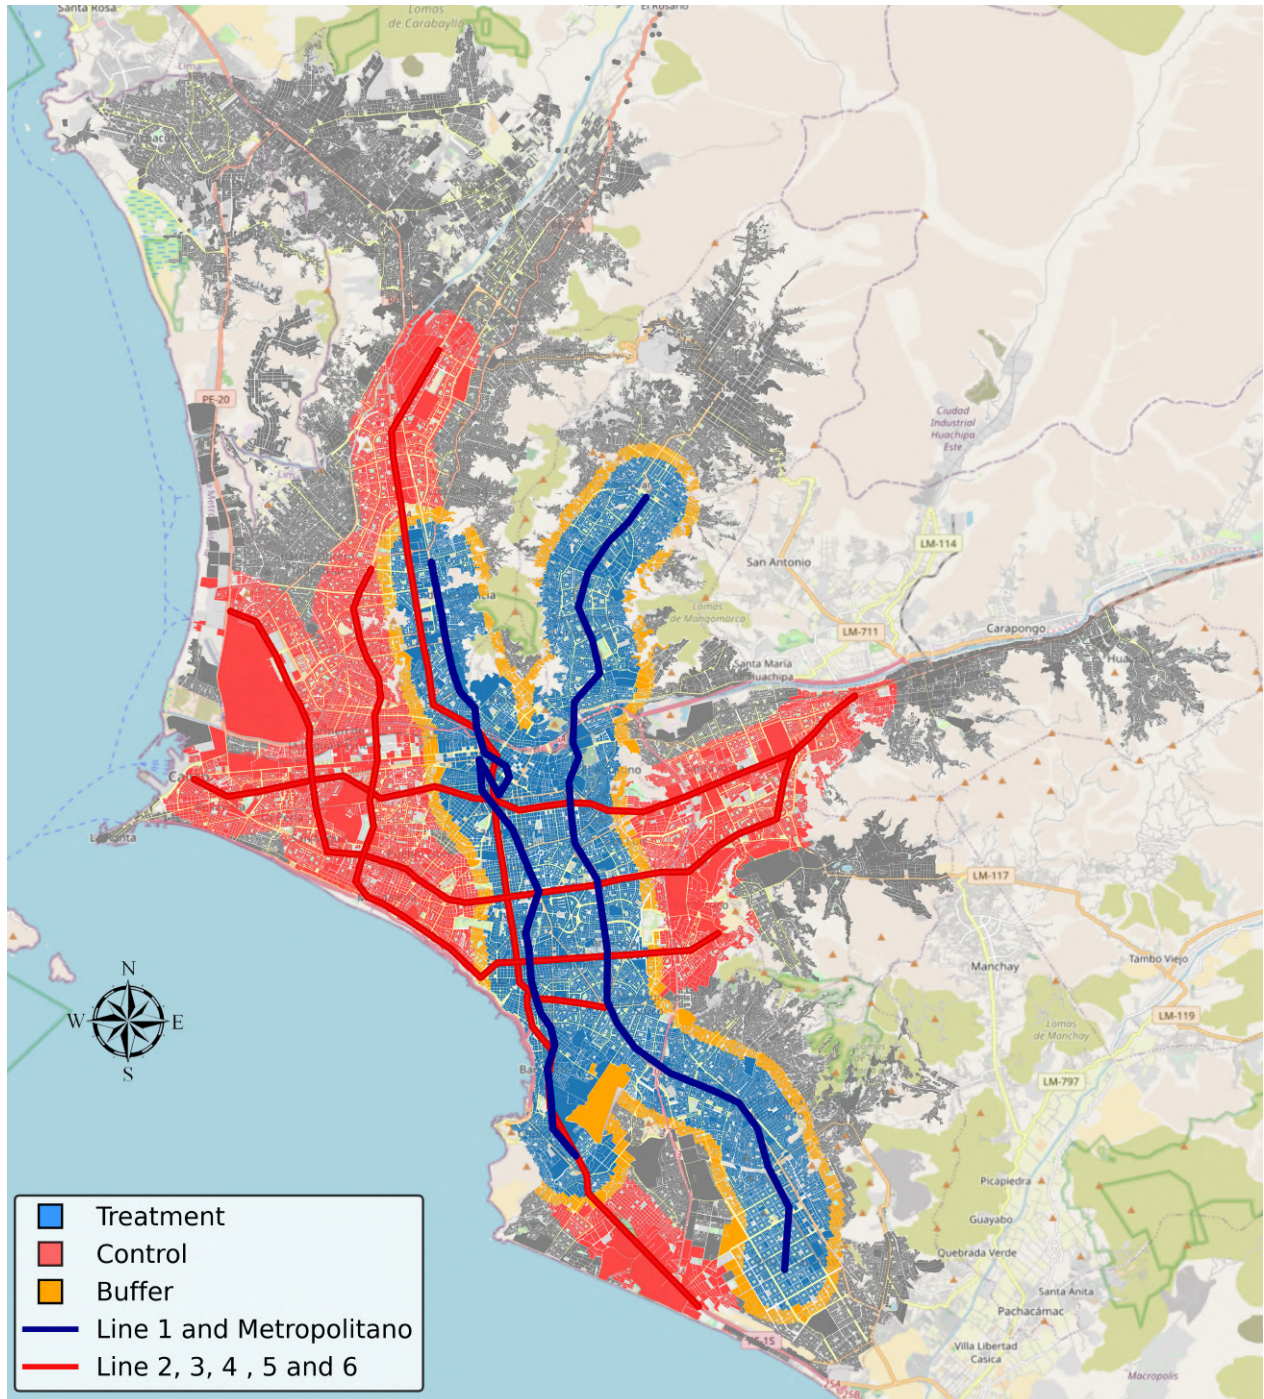 Santa Rosa
Lomas
de Carabayllo
El Rosario
Lima
PE-20
Ciudad
Industrial
Huachipa
Este
LM-114
San Antonio
Lomas
de Mangomarca
LM-711
Carapongo
Santa María
LM-117
Manchay
Tambo Viejo
LM-119
Lomas
de Manchay
LM-797
Picapiedra
Guayabo
Quebrada Verde
Santa Anita
Pachacámac
Villa Libertad
Casica
Macropolis
N
W
E
S
Treatment
Control
Buffer
Line 1 and Metropolitano
Line 2, 3, 4 , 5 and 6